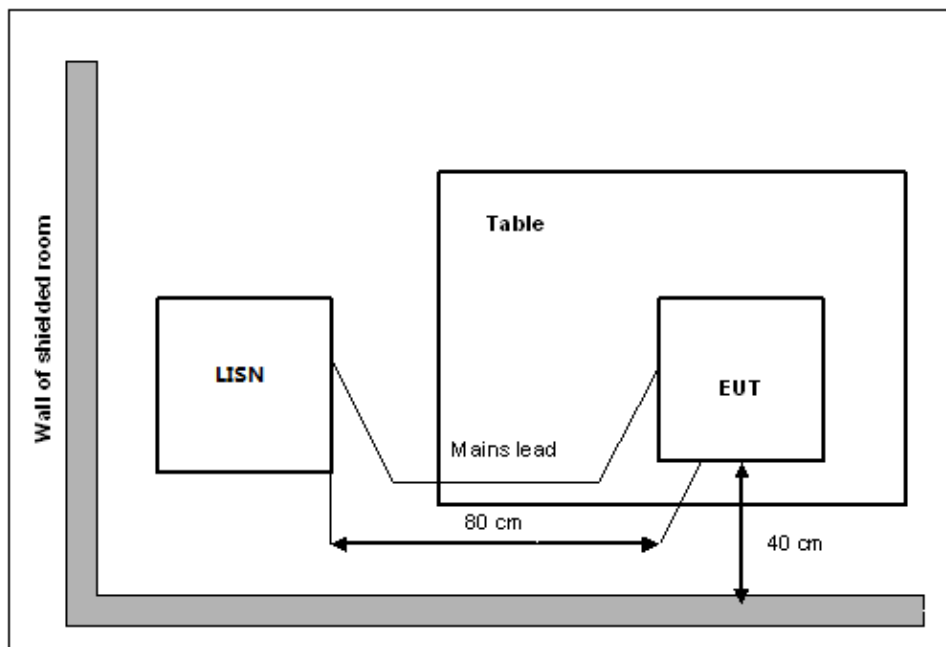 Wall of shielded room
Table
LISN
EUT
Mains lead
80 cm
40 cm